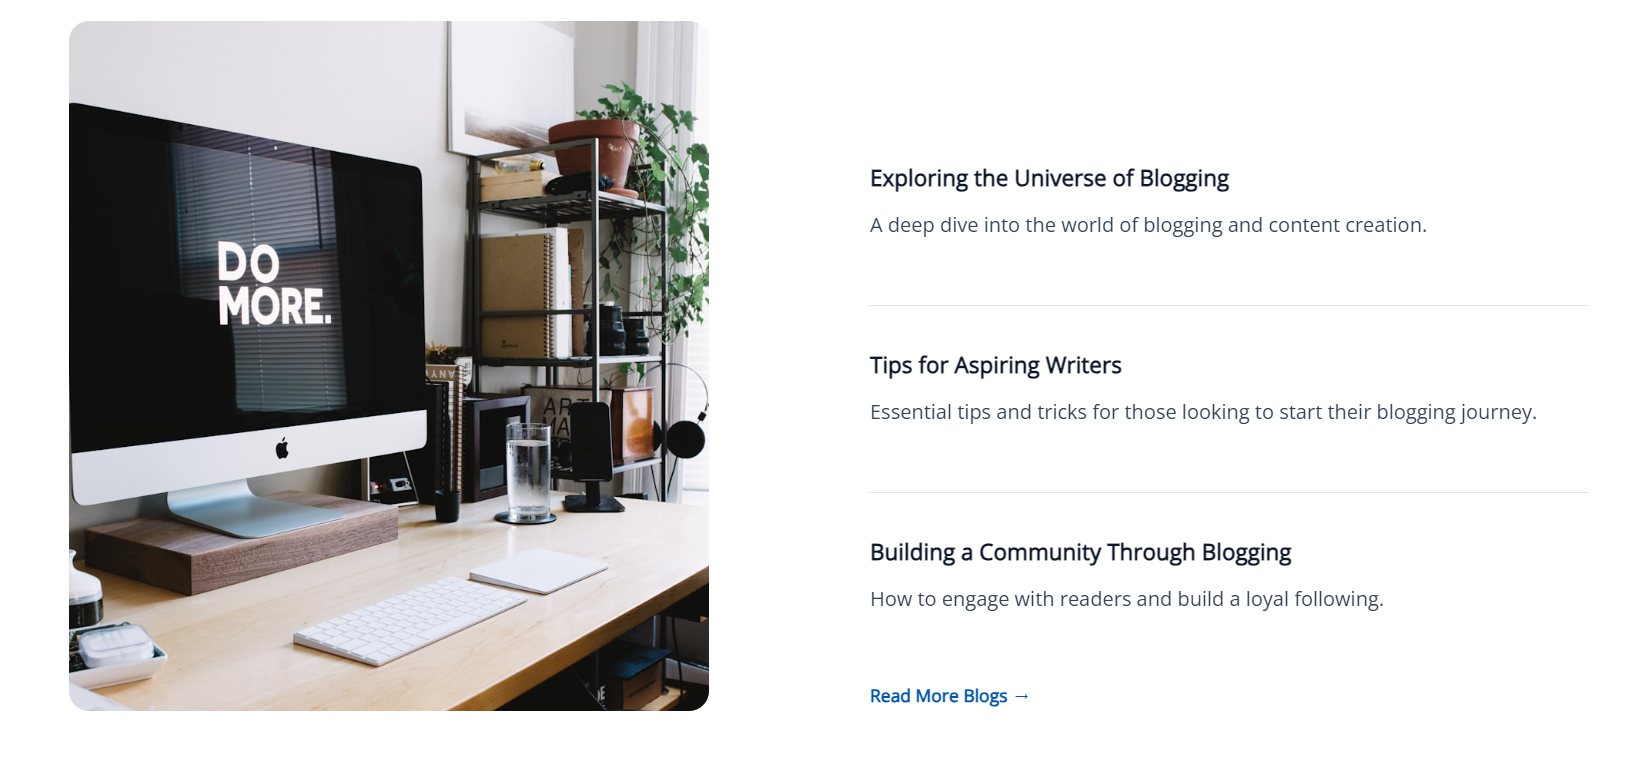 DO
MORE.
Exploring the Universe of Blogging
A deep dive into the world of blogging and content creation.
Tips for Aspiring Writers
Essential tips and tricks for those looking to start their blogging journey.
Building a Community Through Blogging
How to engage with readers and build a loyal following.
Read More Blogs →